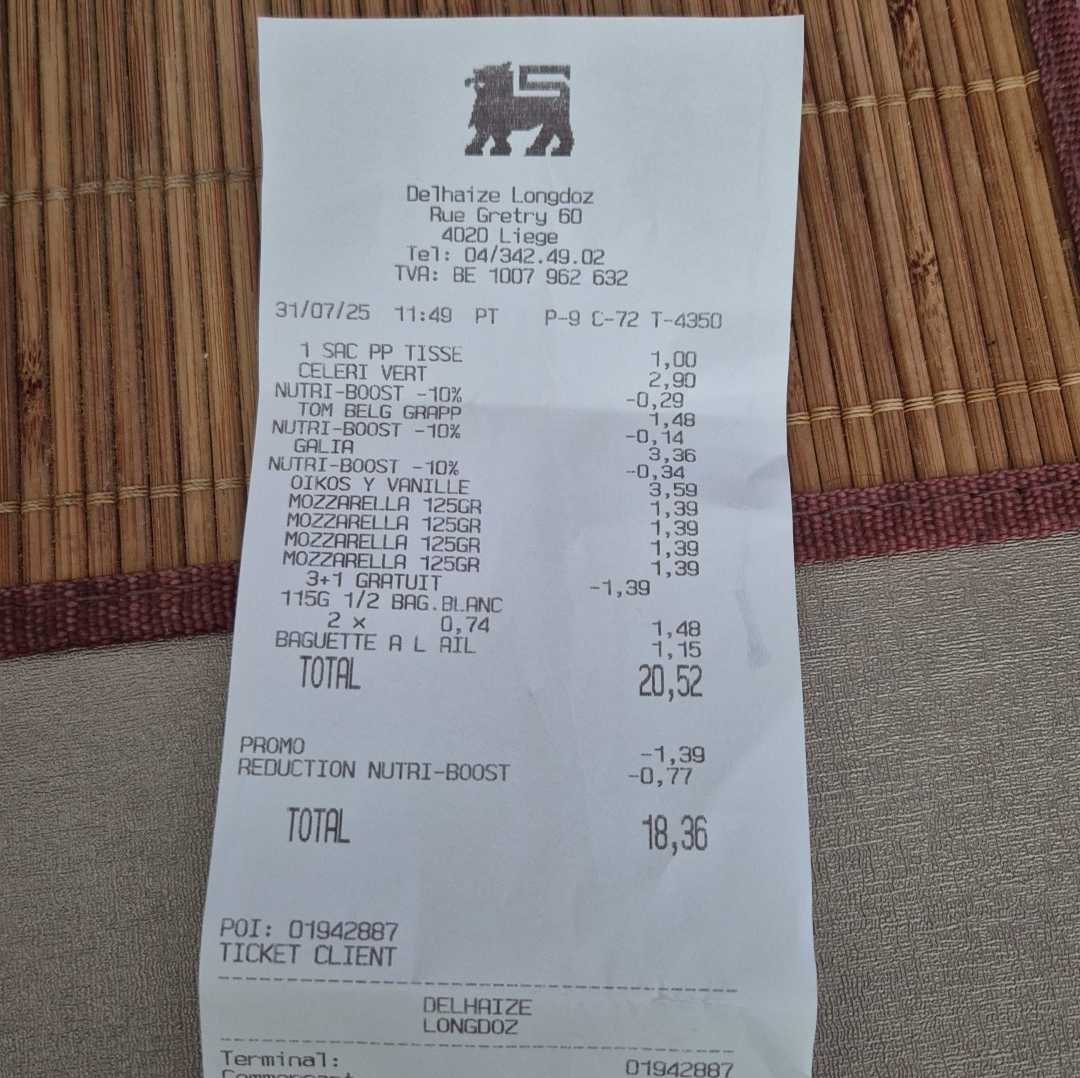 Delhaize Longdoz
Rue Gretry 60
4020 Liege
Tel: 04/342.49.02
TVA: BE 1007 962 632
31/07/25 11:49 PT P-9 C-72 T-4350
1 SAC PP TISSE 1,00
CELERI VERT 2,90
NUTRI-BOOST -10% -0,29
TOM BELG GRAPP 1,48
NUTRI-BOOST -10% -0,14
GALIA 3,36
NUTRI-BOOST -10% -0,34
OIKOS Y VANILLE 3,59
MOZZARELLA 125GR 1,39
MOZZARELLA 125GR 1,39
MOZZARELLA 125GR 1,39
MOZZARELLA 125GR 1,39
3+1 GRATUIT -1,39
115G 1/2 BAG.BLANC
2 x 0,74 1,48
BAGUETTE A L AIL 1,15
TOTAL 20,52
PROMO -1,39
REDUCTION NUTRI-BOOST -0,77
TOTAL 18,36
POI: 01942887
TICKET CLIENT
DELHAIZE
LONGDOZ
Terminal: 01942887